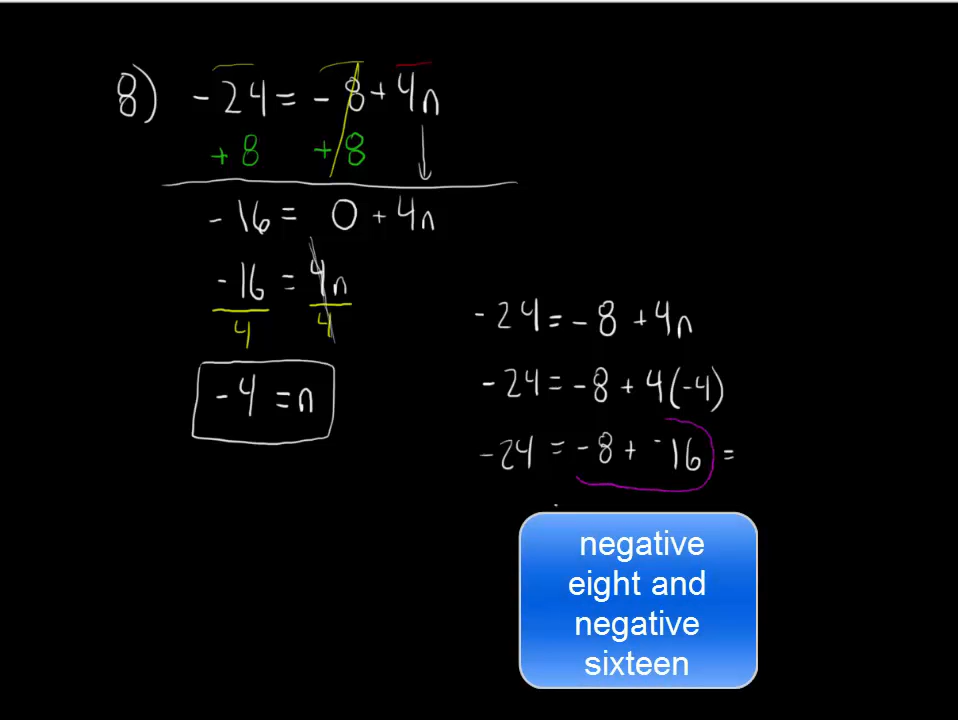 8) -24 = -8 + 4n
+ 8 + 8
-16 = 0 + 4n
-16 = 4n
4 4
-4 = n
-24 = -8 + 4n
-24 = -8 + 4(-4)
-24 = -8 + -16 =
negative
eight and
negative
sixteen